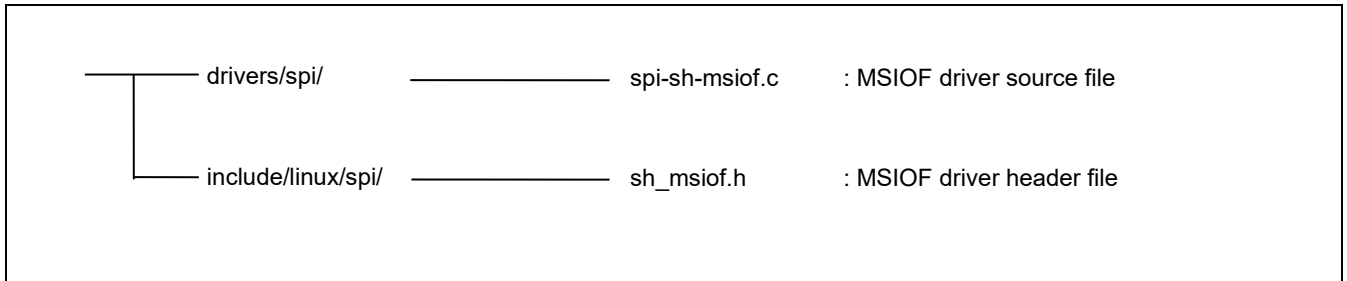 drivers/spi/ spi-sh-msiof.c : MSIOF driver source file
include/linux/spi/ sh_msiof.h : MSIOF driver header file